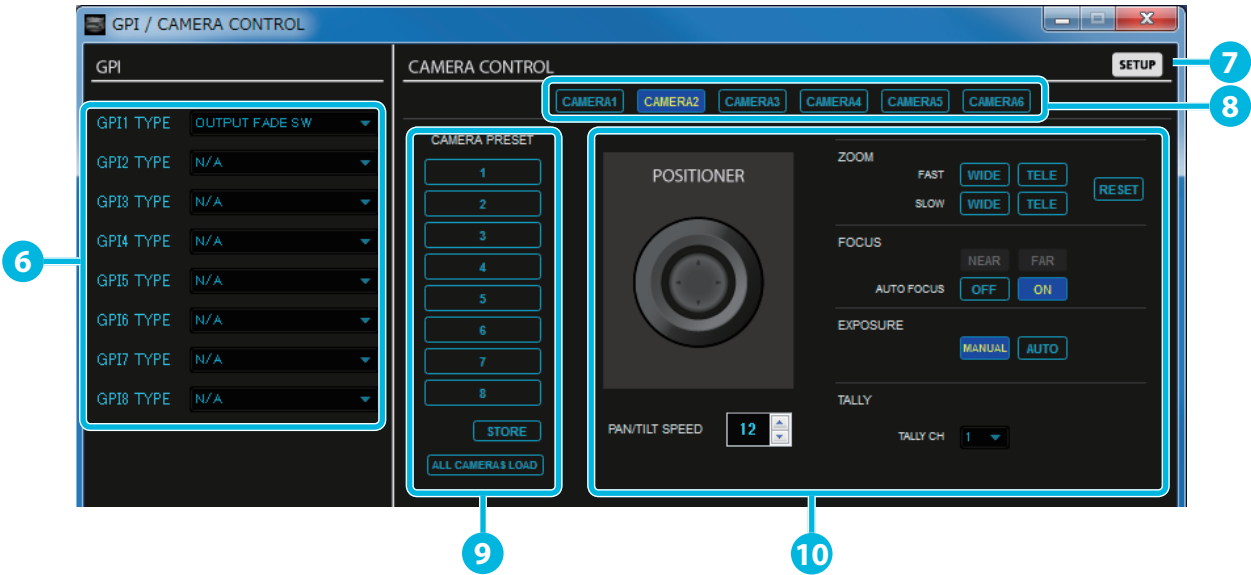 GPI / CAMERA CONTROL
GPI
CAMERA CONTROL
SETUP
7
CAMERA1 CAMERA2 CAMERA3 CAMERA4 CAMERA5 CAMERA6
8
6
GPI1 TYPE OUTPUT FADE SW
GPI2 TYPE N/A
GPI3 TYPE N/A
GPI4 TYPE N/A
GPI5 TYPE N/A
GPI6 TYPE N/A
GPI7 TYPE N/A
GPI8 TYPE N/A
CAMERA PRESET
1
2
3
4
5
6
7
8
STORE
ALL CAMERAS LOAD
9
POSITIONER
PAN/TILT SPEED 12
ZOOM
FAST WIDE TELE
SLOW WIDE TELE
RESET
FOCUS
NEAR FAR
AUTO FOCUS OFF ON
EXPOSURE
MANUAL AUTO
TALLY
TALLY CH 1
10